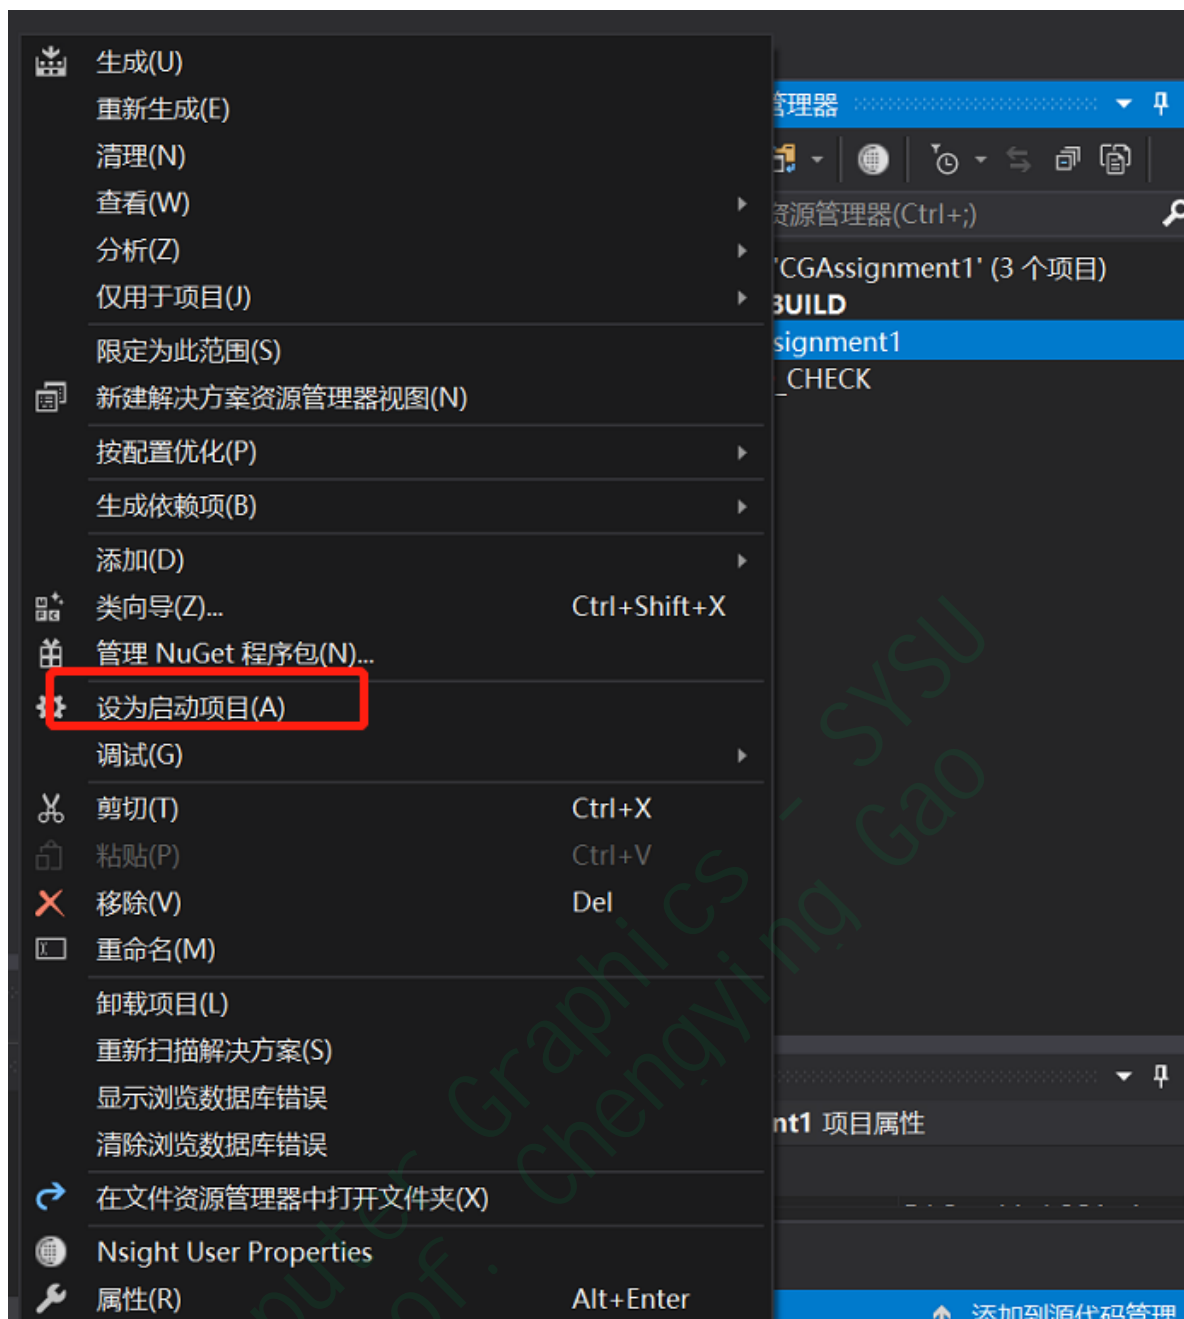 生成(U)
重新生成(E)
清理(N)
查看(W)
分析(Z)
仅用于项目(J)
限定为此范围(S)
新建解决方案资源管理器视图(N)
按配置优化(P)
生成依赖项(B)
添加(D)
类向导(Z)... Ctrl+Shift+X
管理 NuGet 程序包(N)...
设为启动项目(A)
调试(G)
剪切(T) Ctrl+X
粘贴(P) Ctrl+V
移除(V) Del
重命名(M)
卸载项目(L)
重新扫描解决方案(S)
显示浏览数据库错误
清除浏览数据库错误
在文件资源管理器中打开文件夹(X)
Nsight User Properties
属性(R) Alt+Enter
管理器
资源管理器(Ctrl+;)
'CGAssignment1' (3 个项目)
BUILD
signment1
_CHECK
nt1 项目属性
添加到源代码管理
puter Graphics - SYSU
of. Chengying Gao